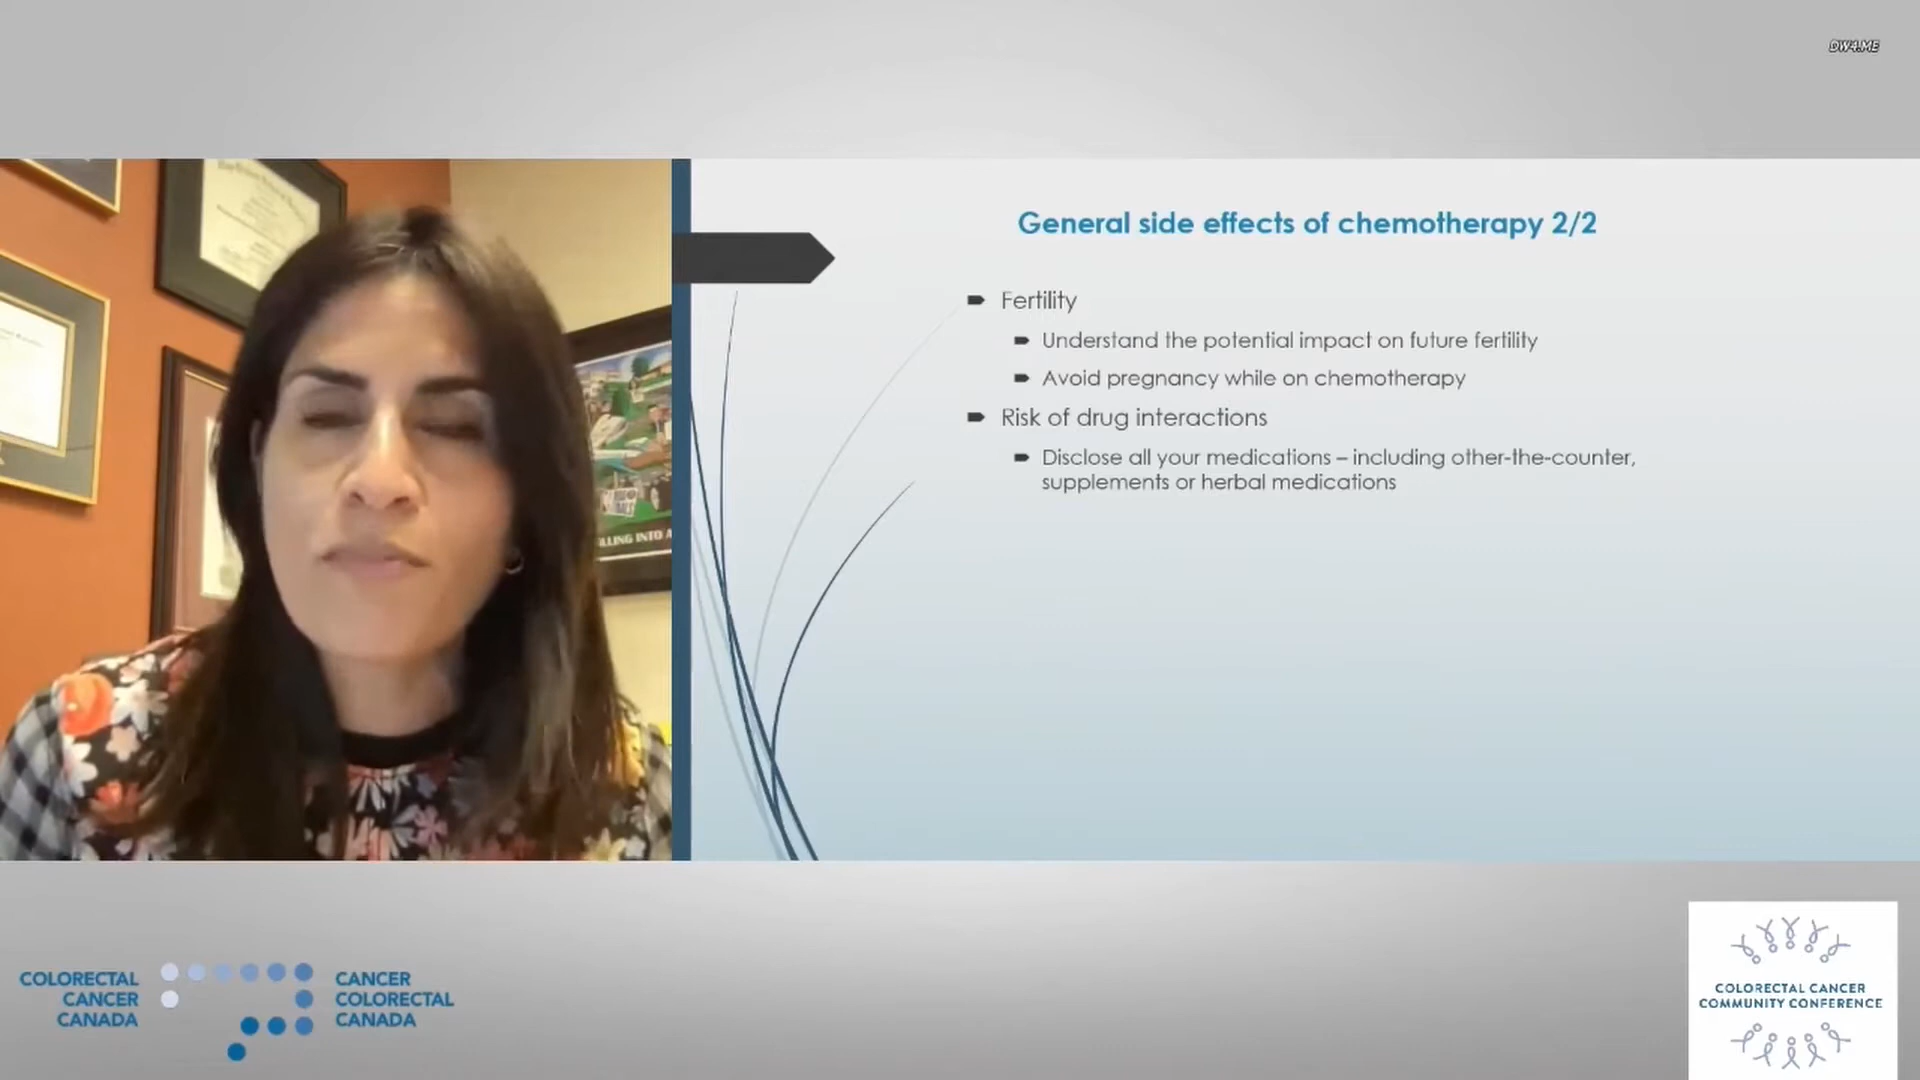 DW4.ME
General side effects of chemotherapy 2/2
Fertility
Understand the potential impact on future fertility
Avoid pregnancy while on chemotherapy
Risk of drug interactions
Disclose all your medications – including other-the-counter,
supplements or herbal medications
COLORECTAL
CANCER
CANADA
CANCER
COLORECTAL
CANADA
COLORECTAL CANCER
COMMUNITY CONFERENCE